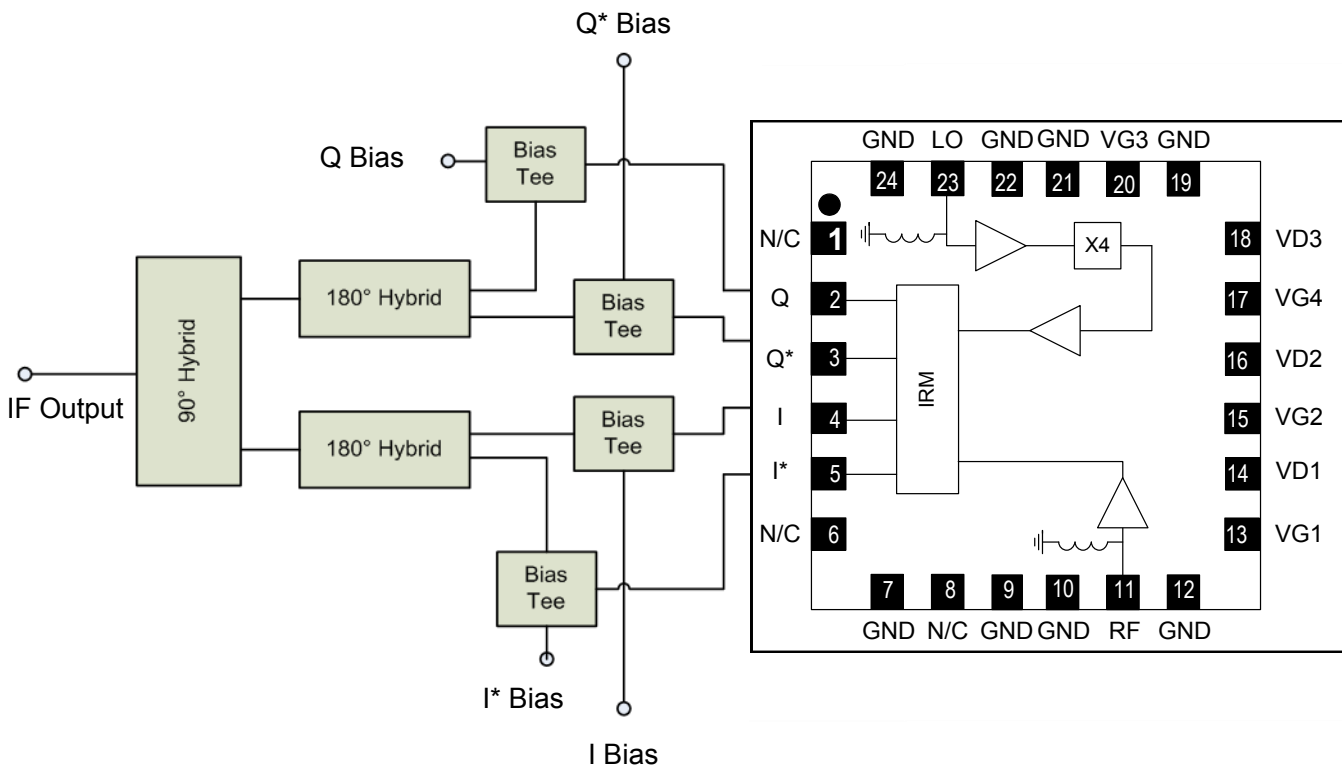 Q* Bias
Q Bias
Bias
Tee
180° Hybrid
Bias
Tee
90° Hybrid
IF Output
180° Hybrid
Bias
Tee
Bias
Tee
I* Bias
I Bias
GND LO GND GND VG3 GND
24 23 22 21 20 19
N/C 1
Q 2
Q* 3
I 4
I* 5
N/C 6
X4
IRM
18 VD3
17 VG4
16 VD2
15 VG2
14 VD1
13 VG1
7 8 9 10 11 12
GND N/C GND GND RF GND